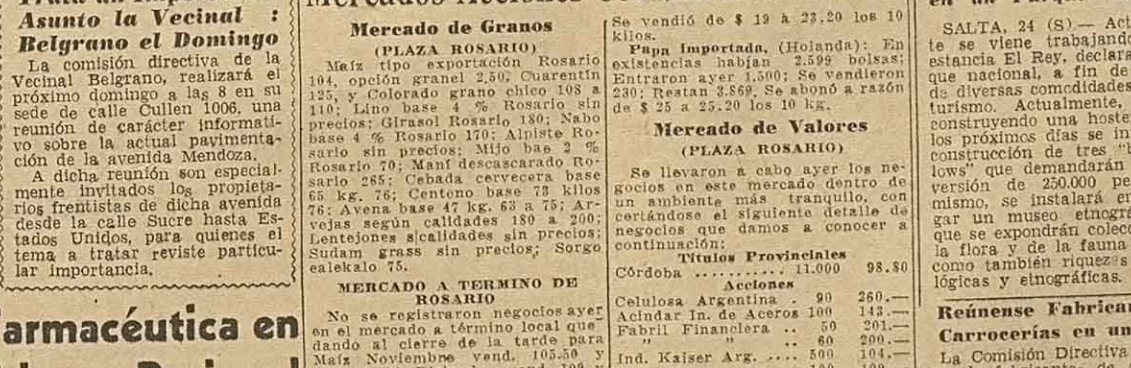 Asunto la Vecinal :
Belgrano el Domingo
La comisión directiva de la
Vecinal Belgrano, realizará el
próximo domingo a las 8 en su
sede de calle Cullen 1006, una
reunión de carácter informati-
vo sobre la actual pavimenta-
ción de la avenida Mendoza.
A dicha reunión son especial-
mente invitados los propieta-
rios frentistas de dicha avenida
desde la calle Sucre hasta Es-
tados Unidos, para quienes el
tema a tratar reviste particu-
lar importancia.
armacéutica en
Mercado de Granos
(PLAZA ROSARIO)
Maíz tipo exportación Rosario
104, opción granel 2.50, Cuarentín
125, y Colorado grano chico 108 a
110; Lino base 4 % Rosario sin
precios; Girasol Rosario 180; Nabo
base 4 % Rosario 170; Alpiste Ro-
sario sin precios; Mijo bae 2 %
Rosario 70; Maní descascarado Ro-
sario 265; Cebada cervecera base
65 kg. 76; Centeno base 73 kilos
76; Avena base 47 kg. 63 a 75; Ar-
vejas según calidades 180 a 200;
Lentejones s|calidades sin precios;
Sudam grass sin precios; Sorgo
ealekalo 75.
MERCADO A TERMINO DE
ROSARIO
No se registraron negocios ayer
en el mercado a término local que
dando al cierre de la tarde para
Maíz Noviembre vend. 105.50 y
Se vendió de $ 19 à 23.20 los 10
kilos.
Papa Importada, (Holanda): En
existencias habían 2.599 bolsas;
Entraron ayer 1.500; Se vendieron
230; Restan 3.869. Se abonó a razón
de $ 25 a 25.20 los 10 kg.
Mercado de Valores
(PLAZA ROSARIO)
Se llevaron a cabo ayer los ne-
gocios en este mercado dentro de
un ambiente más tranquilo, con
certándose el siguiente detalle de
negocios que damos a conocer a
continuación:
Títulos Provinciales
Córdoba ........... 11.000 98.80
Acciones
Celulosa Argentina . 90 260.—
Acindar In. de Aceros 100 143.—
Fabril Financiera .. 50 201.—
" " .. 60 200.—
Ind. Kaiser Arg. .... 500 104.—
SALTA, 24 (S).— Act
te se viene trabajando
estancia El Rey, declara
que nacional, a fin de
de diversas comodidades
turismo. Actualmente,
construyendo una hoste
los próximos días se in
construcción de tres "b
lows" que demandarán
versión de 250.000 pe
mismo, se instalará en
gar un museo etnográ
que se expondrán colecc
la flora y de la fauna
como también riquezas
lógicas y etnográficas.
Reúnense Fabrican
Carrocerías en un
La Comisión Directiva